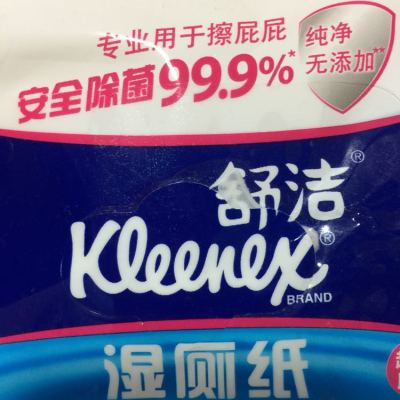 专业用于擦屁屁
安全除菌99.9%*
纯净
无添加**
舒洁®
Kleenex®
BRAND
湿厕纸